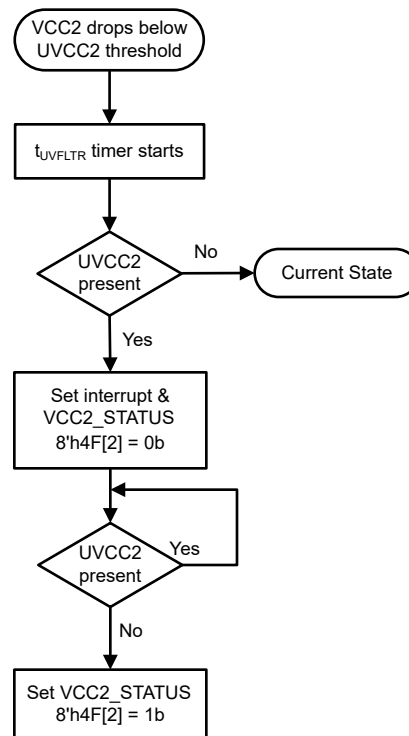 VCC2 drops below
UVCC2 threshold
tUVFLTR timer starts
UVCC2
present
No
Current State
Yes
Set interrupt &
VCC2_STATUS
8'h4F[2] = 0b
UVCC2
present
Yes
No
Set VCC2_STATUS
8'h4F[2] = 1b